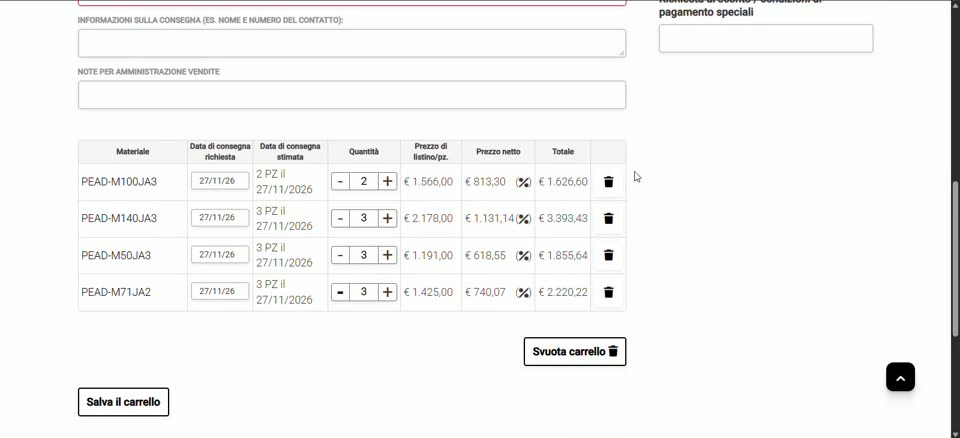 Richiesta di sconto / Condizioni di
pagamento speciali
INFORMAZIONI SULLA CONSEGNA (ES. NOME E NUMERO DEL CONTATTO):
NOTE PER AMMINISTRAZIONE VENDITE
Materiale Data di consegna richiesta Data di consegna stimata Quantità Prezzo di listino/pz. Prezzo netto Totale
PEAD-M100JA3 27/11/26 2 PZ il 27/11/2026 - 2 + € 1.566,00 € 813,30 (%) € 1.626,60
PEAD-M140JA3 27/11/26 3 PZ il 27/11/2026 - 3 + € 2.178,00 € 1.131,14 (%) € 3.393,43
PEAD-M50JA3 27/11/26 3 PZ il 27/11/2026 - 3 + € 1.191,00 € 618,55 (%) € 1.855,64
PEAD-M71JA2 27/11/26 3 PZ il 27/11/2026 - 3 + € 1.425,00 € 740,07 (%) € 2.220,22
Svuota carrello
Salva il carrello